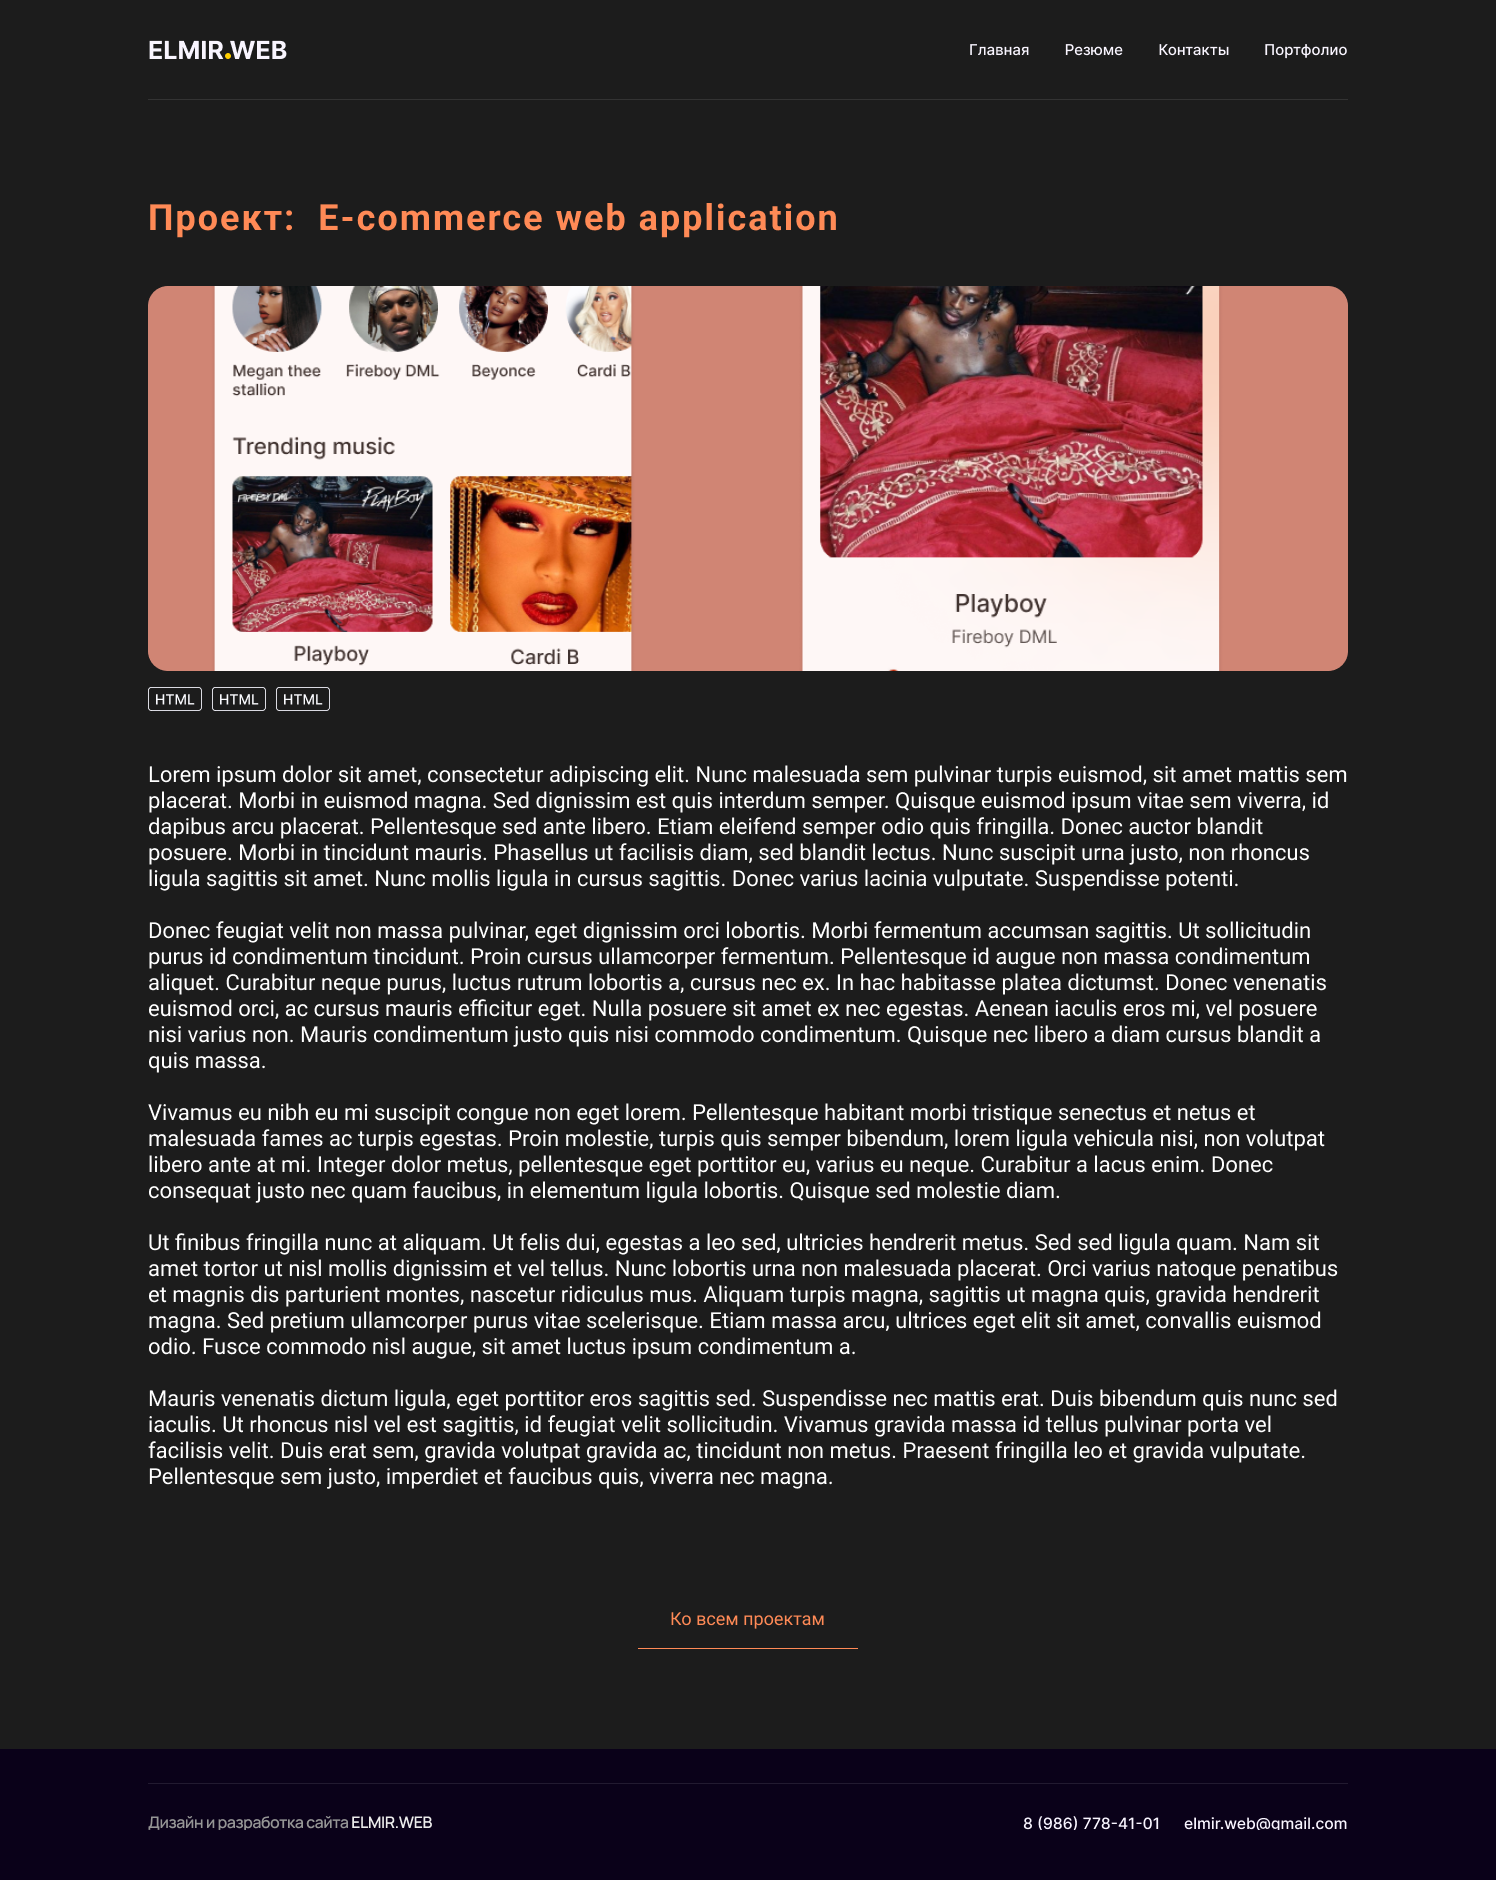 ELMIR.WEB
Главная Резюме Контакты Портфолио
Проект: E-commerce web application
Megan thee stallion
Fireboy DML
Beyonce
Cardi B
Trending music
FIREBOY DML
PLAYBOY
Playboy
Cardi B
Playboy
Fireboy DML
HTML HTML HTML
Lorem ipsum dolor sit amet, consectetur adipiscing elit. Nunc malesuada sem pulvinar turpis euismod, sit amet mattis sem
placerat. Morbi in euismod magna. Sed dignissim est quis interdum semper. Quisque euismod ipsum vitae sem viverra, id
dapibus arcu placerat. Pellentesque sed ante libero. Etiam eleifend semper odio quis fringilla. Donec auctor blandit
posuere. Morbi in tincidunt mauris. Phasellus ut facilisis diam, sed blandit lectus. Nunc suscipit urna justo, non rhoncus
ligula sagittis sit amet. Nunc mollis ligula in cursus sagittis. Donec varius lacinia vulputate. Suspendisse potenti.
Donec feugiat velit non massa pulvinar, eget dignissim orci lobortis. Morbi fermentum accumsan sagittis. Ut sollicitudin
purus id condimentum tincidunt. Proin cursus ullamcorper fermentum. Pellentesque id augue non massa condimentum
aliquet. Curabitur neque purus, luctus rutrum lobortis a, cursus nec ex. In hac habitasse platea dictumst. Donec venenatis
euismod orci, ac cursus mauris efficitur eget. Nulla posuere sit amet ex nec egestas. Aenean iaculis eros mi, vel posuere
nisi varius non. Mauris condimentum justo quis nisi commodo condimentum. Quisque nec libero a diam cursus blandit a
quis massa.
Vivamus eu nibh eu mi suscipit congue non eget lorem. Pellentesque habitant morbi tristique senectus et netus et
malesuada fames ac turpis egestas. Proin molestie, turpis quis semper bibendum, lorem ligula vehicula nisi, non volutpat
libero ante at mi. Integer dolor metus, pellentesque eget porttitor eu, varius eu neque. Curabitur a lacus enim. Donec
consequat justo nec quam faucibus, in elementum ligula lobortis. Quisque sed molestie diam.
Ut finibus fringilla nunc at aliquam. Ut felis dui, egestas a leo sed, ultricies hendrerit metus. Sed sed ligula quam. Nam sit
amet tortor ut nisl mollis dignissim et vel tellus. Nunc lobortis urna non malesuada placerat. Orci varius natoque penatibus
et magnis dis parturient montes, nascetur ridiculus mus. Aliquam turpis magna, sagittis ut magna quis, gravida hendrerit
magna. Sed pretium ullamcorper purus vitae scelerisque. Etiam massa arcu, ultrices eget elit sit amet, convallis euismod
odio. Fusce commodo nisl augue, sit amet luctus ipsum condimentum a.
Mauris venenatis dictum ligula, eget porttitor eros sagittis sed. Suspendisse nec mattis erat. Duis bibendum quis nunc sed
iaculis. Ut rhoncus nisl vel est sagittis, id feugiat velit sollicitudin. Vivamus gravida massa id tellus pulvinar porta vel
facilisis velit. Duis erat sem, gravida volutpat gravida ac, tincidunt non metus. Praesent fringilla leo et gravida vulputate.
Pellentesque sem justo, imperdiet et faucibus quis, viverra nec magna.
Ко всем проектам
Дизайн и разработка сайта ELMIR.WEB
8 (986) 778-41-01 elmir.web@gmail.com